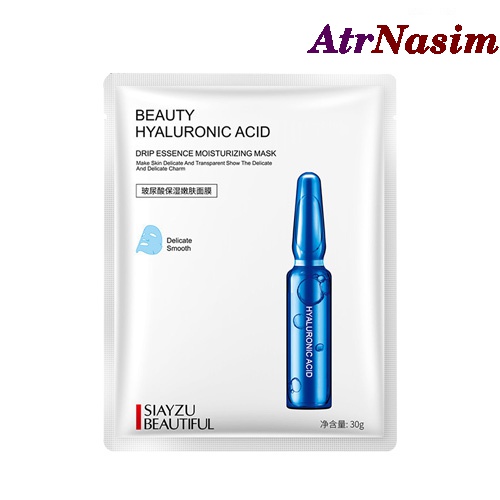 AtrNasim
BEAUTY
HYALURONIC ACID
DRIP ESSENCE MOISTURIZING MASK
Make Skin Delicate And Transparent Show The Delicate
And Delicate Charm
玻尿酸保湿嫩肤面膜
Delicate
Smooth
HYALURONIC ACID
SIAYZU
BEAUTIFUL
净含量: 30g